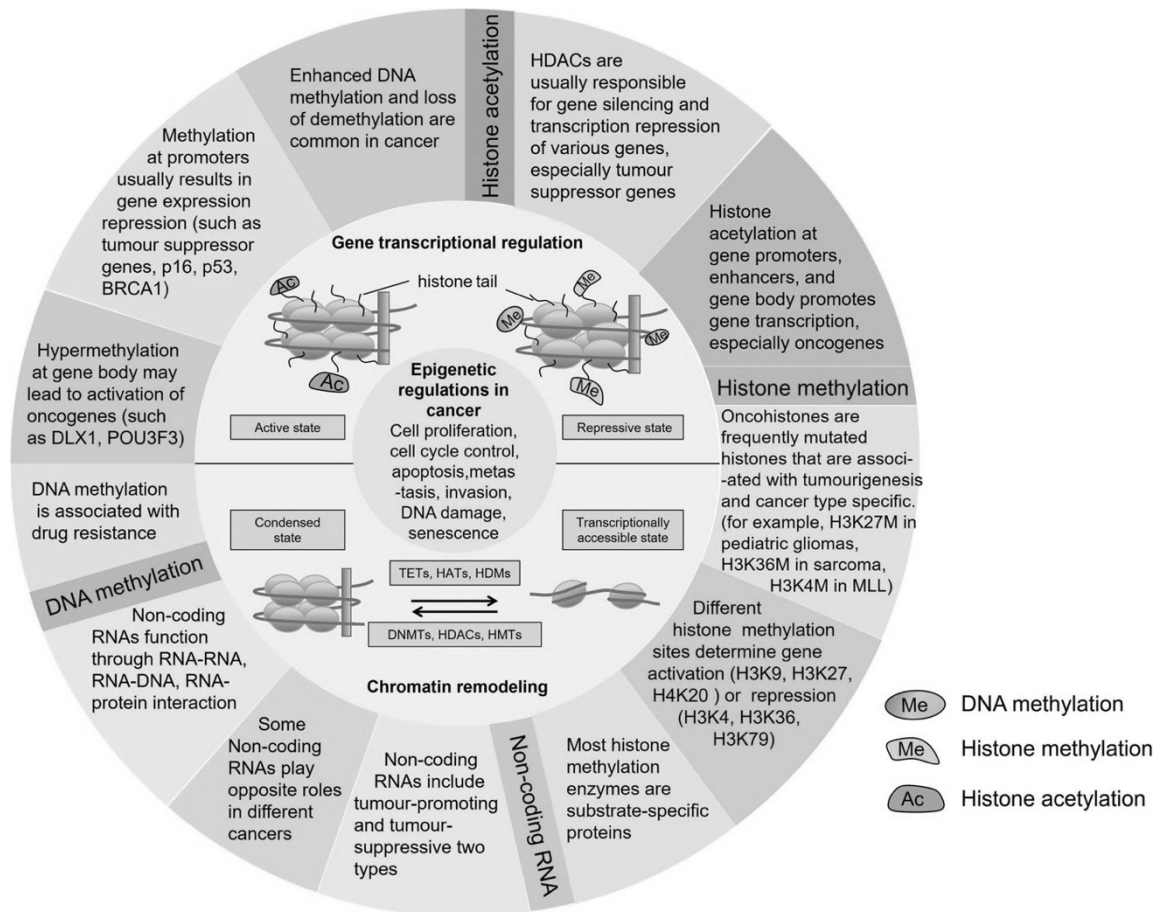 Histone acetylation
HDACs are
usually responsible
for gene silencing and
transcription repression
of various genes,
especially tumour
suppressor genes
Histone
acetylation at
gene promoters,
enhancers, and
gene body promotes
gene transcription,
especially oncogenes
Histone methylation
Oncohistones are
frequently mutated
histones that are associ-
-ated with tumourigenesis
and cancer type specific.
(for example, H3K27M in
pediatric gliomas,
H3K36M in sarcoma,
H3K4M in MLL)
Different
histone methylation
sites determine gene
activation (H3K9, H3K27,
H4K20 ) or repression
(H3K4, H3K36,
H3K79)
Most histone
methylation
enzymes are
substrate-specific
proteins
Non-coding RNA
Non-coding
RNAs include
tumour-promoting
and tumour-
suppressive two
types
Some
Non-coding
RNAs play
opposite roles
in different
cancers
Non-coding
RNAs function
through RNA-RNA,
RNA-DNA, RNA-
protein interaction
DNA methylation
DNA methylation
is associated with
drug resistance
Hypermethylation
at gene body may
lead to activation of
oncogenes (such
as DLX1, POU3F3)
Methylation
at promoters
usually results in
gene expression
repression (such as
tumour suppressor
genes, p16, p53,
BRCA1)
Enhanced DNA
methylation and loss
of demethylation are
common in cancer
Gene transcriptional regulation
histone tail
Ac
Ac
Me
Me
Me
Me
Active state
Repressive state
Epigenetic
regulations in
cancer
Cell proliferation,
cell cycle control,
apoptosis,metas
-tasis, invasion,
DNA damage,
senescence
Condensed
state
Transcriptionally
accessible state
TETs, HATs, HDMs
DNMTs, HDACs, HMTs
Chromatin remodeling
Me DNA methylation
Me Histone methylation
Ac Histone acetylation